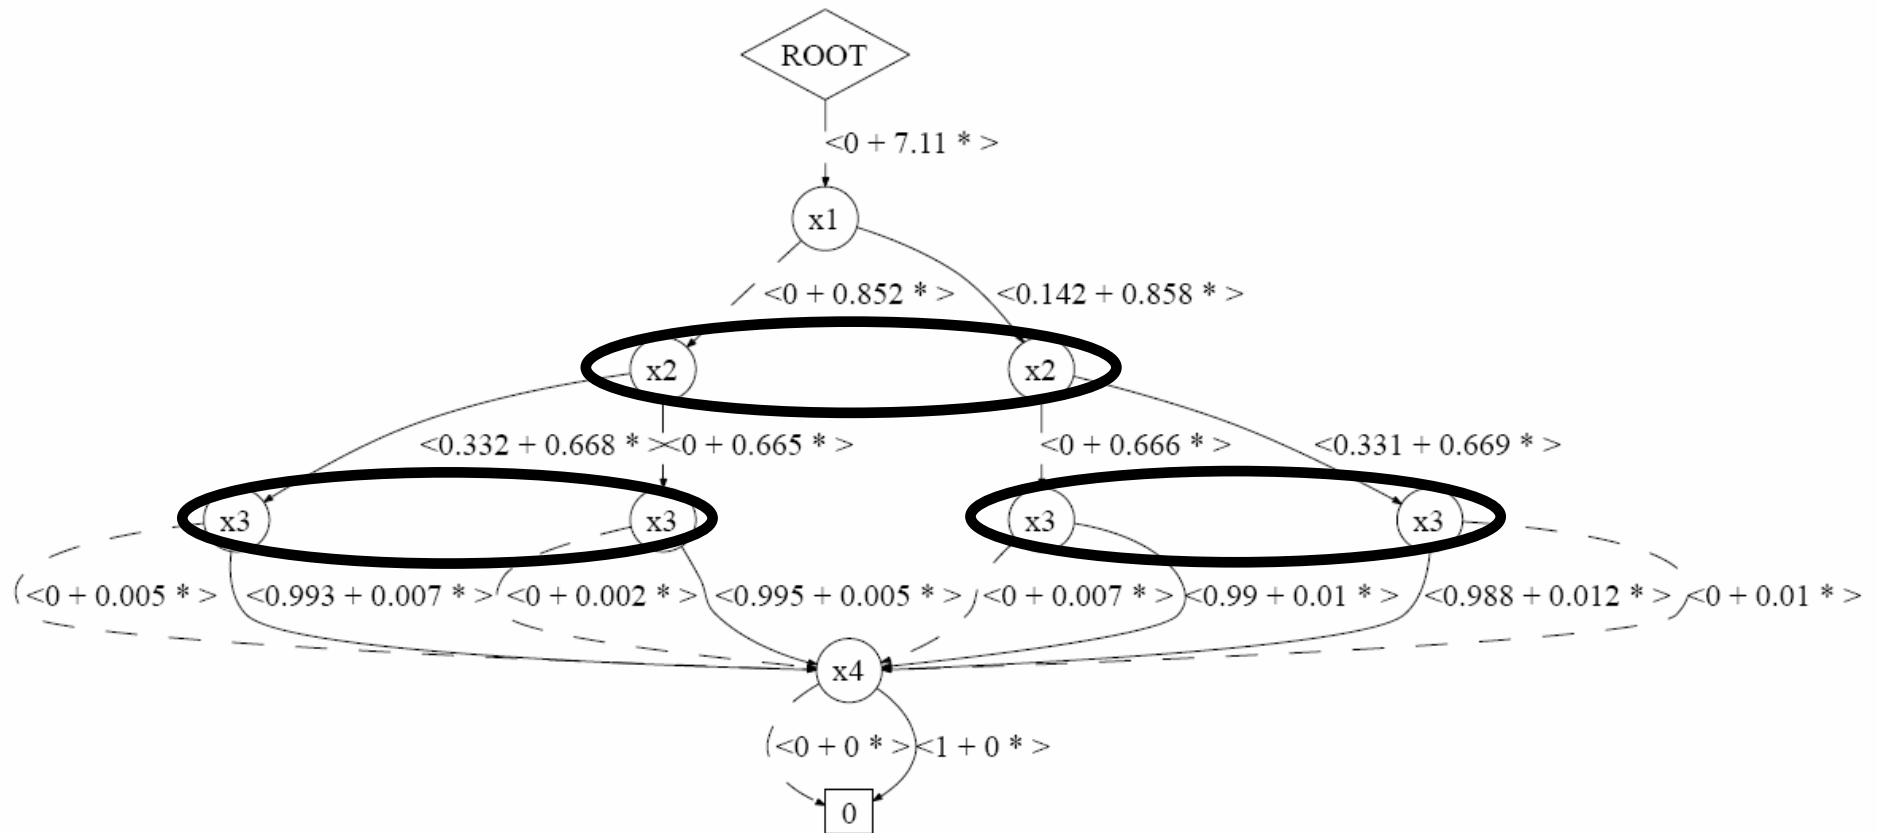 ROOT
<0 + 7.11 * >
x1
<0 + 0.852 * > <0.142 + 0.858 * >
x2 x2
<0.332 + 0.668 * > <0 + 0.665 * > <0 + 0.666 * > <0.331 + 0.669 * >
x3 x3 x3 x3
<0 + 0.005 * > <0.993 + 0.007 * > <0 + 0.002 * > <0.995 + 0.005 * > <0 + 0.007 * > <0.99 + 0.01 * > <0.988 + 0.012 * > <0 + 0.01 * >
x4
<0 + 0 * > <1 + 0 * >
0